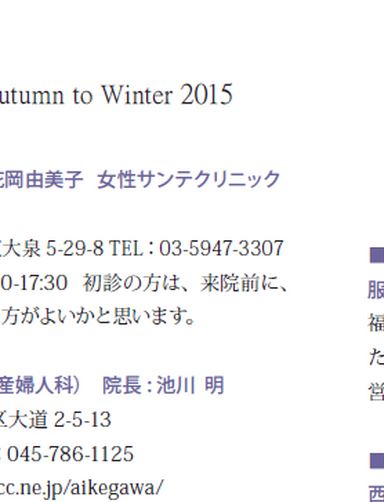 utumn to Winter 2015
花岡由美子 女性サンテクリニック
区大泉 5-29-8 TEL：03-5947-3307
0-17:30 初診の方は、来院前に、
方がよいかと思います。
産婦人科） 院長：池川 明
区大道 2-5-13
：045-786-1125
cc.ne.jp/aikegawa/
■
服
福
た
営
■
西